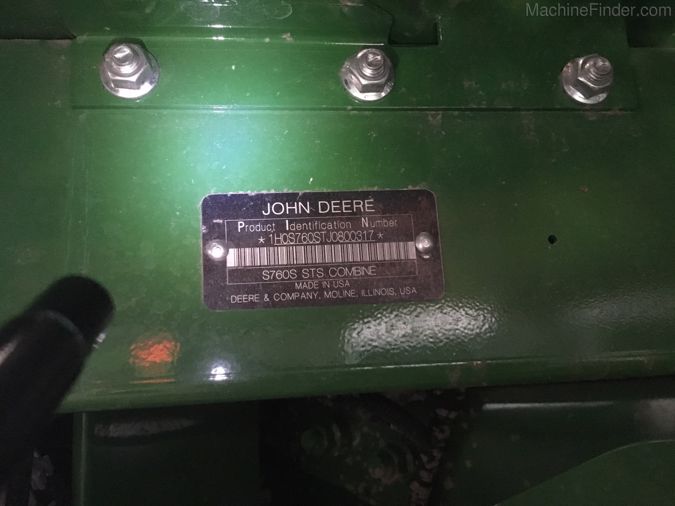 MachineFinder.com
JOHN DEERE
Product Identification Number
*1H0S760STJ0800317*
S760S STS COMBINE
MADE IN USA
DEERE & COMPANY, MOLINE, ILLINOIS, USA